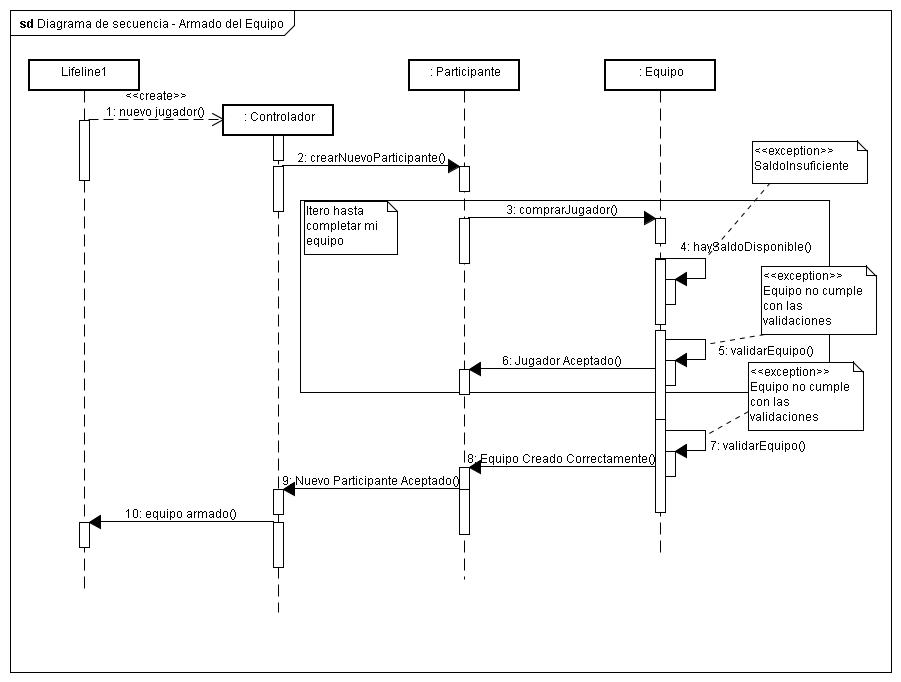 sd Diagrama de secuencia - Armado del Equipo
Lifeline1
: Participante
: Equipo
<<create>>
1: nuevo jugador()
: Controlador
<<exception>>
SaldoInsuficiente
2: crearNuevoParticipante()
Itero hasta
completar mi
equipo
3: comprarJugador()
4: haySaldoDisponible()
<<exception>>
Equipo no cumple
con las
validaciones
5: validarEquipo()
6: Jugador Aceptado()
<<exception>>
Equipo no cumple
con las
validaciones
7: validarEquipo()
8: Equipo Creado Correctamente()
9: Nuevo Participante Aceptado()
10: equipo armado()